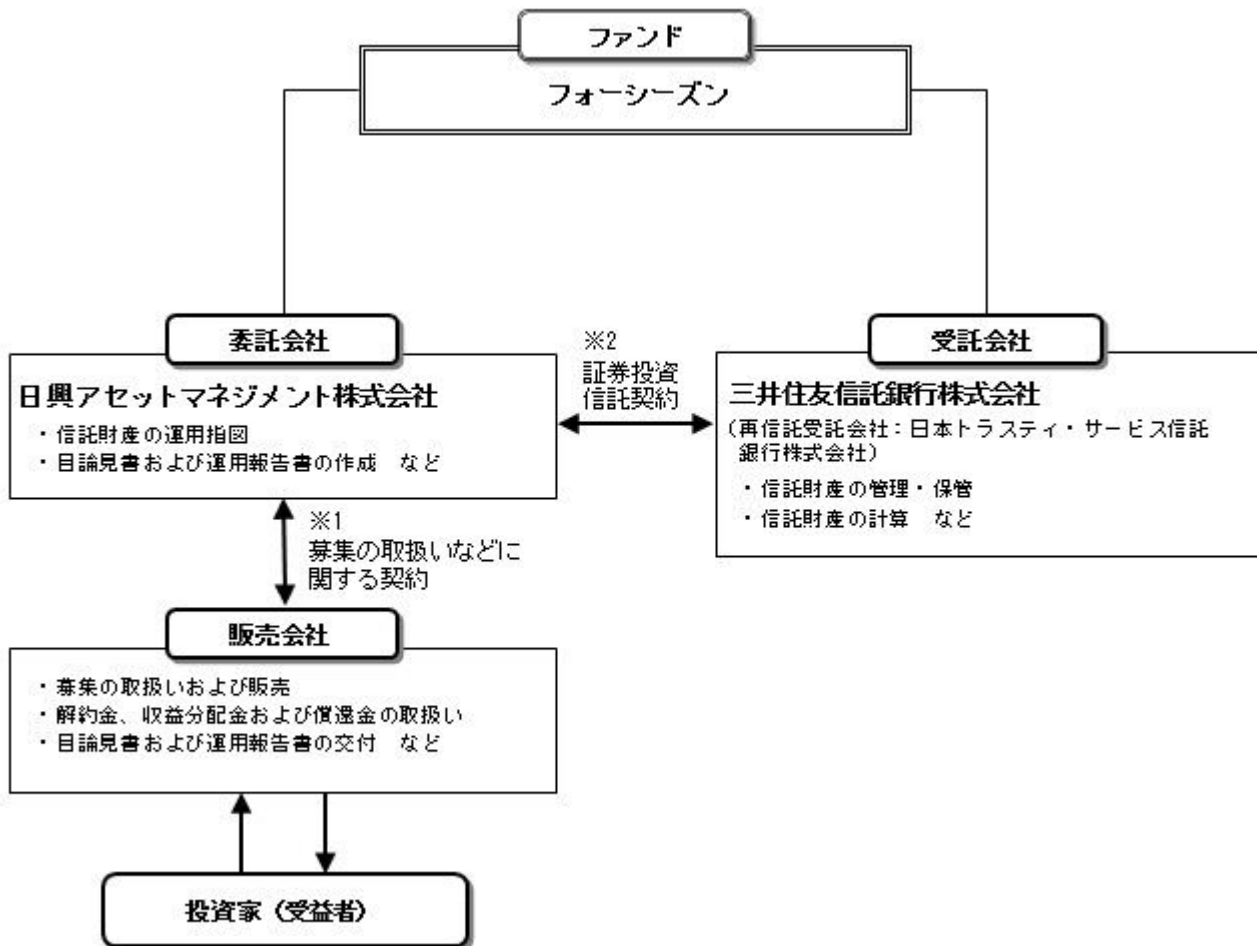 ファンド
フォーシーズン
委託会社
日興アセットマネジメント株式会社
・信託財産の運用指図
・目論見書および運用報告書の作成　など
※2
証券投資
信託契約
受託会社
三井住友信託銀行株式会社
（再信託受託会社：日本トラスティ・サービス信託
銀行株式会社）
・信託財産の管理・保管
・信託財産の計算　など
※1
募集の取扱いなどに
関する契約
販売会社
・募集の取扱いおよび販売
・解約金、収益分配金および償還金の取扱い
・目論見書および運用報告書の交付　など
投資家（受益者）